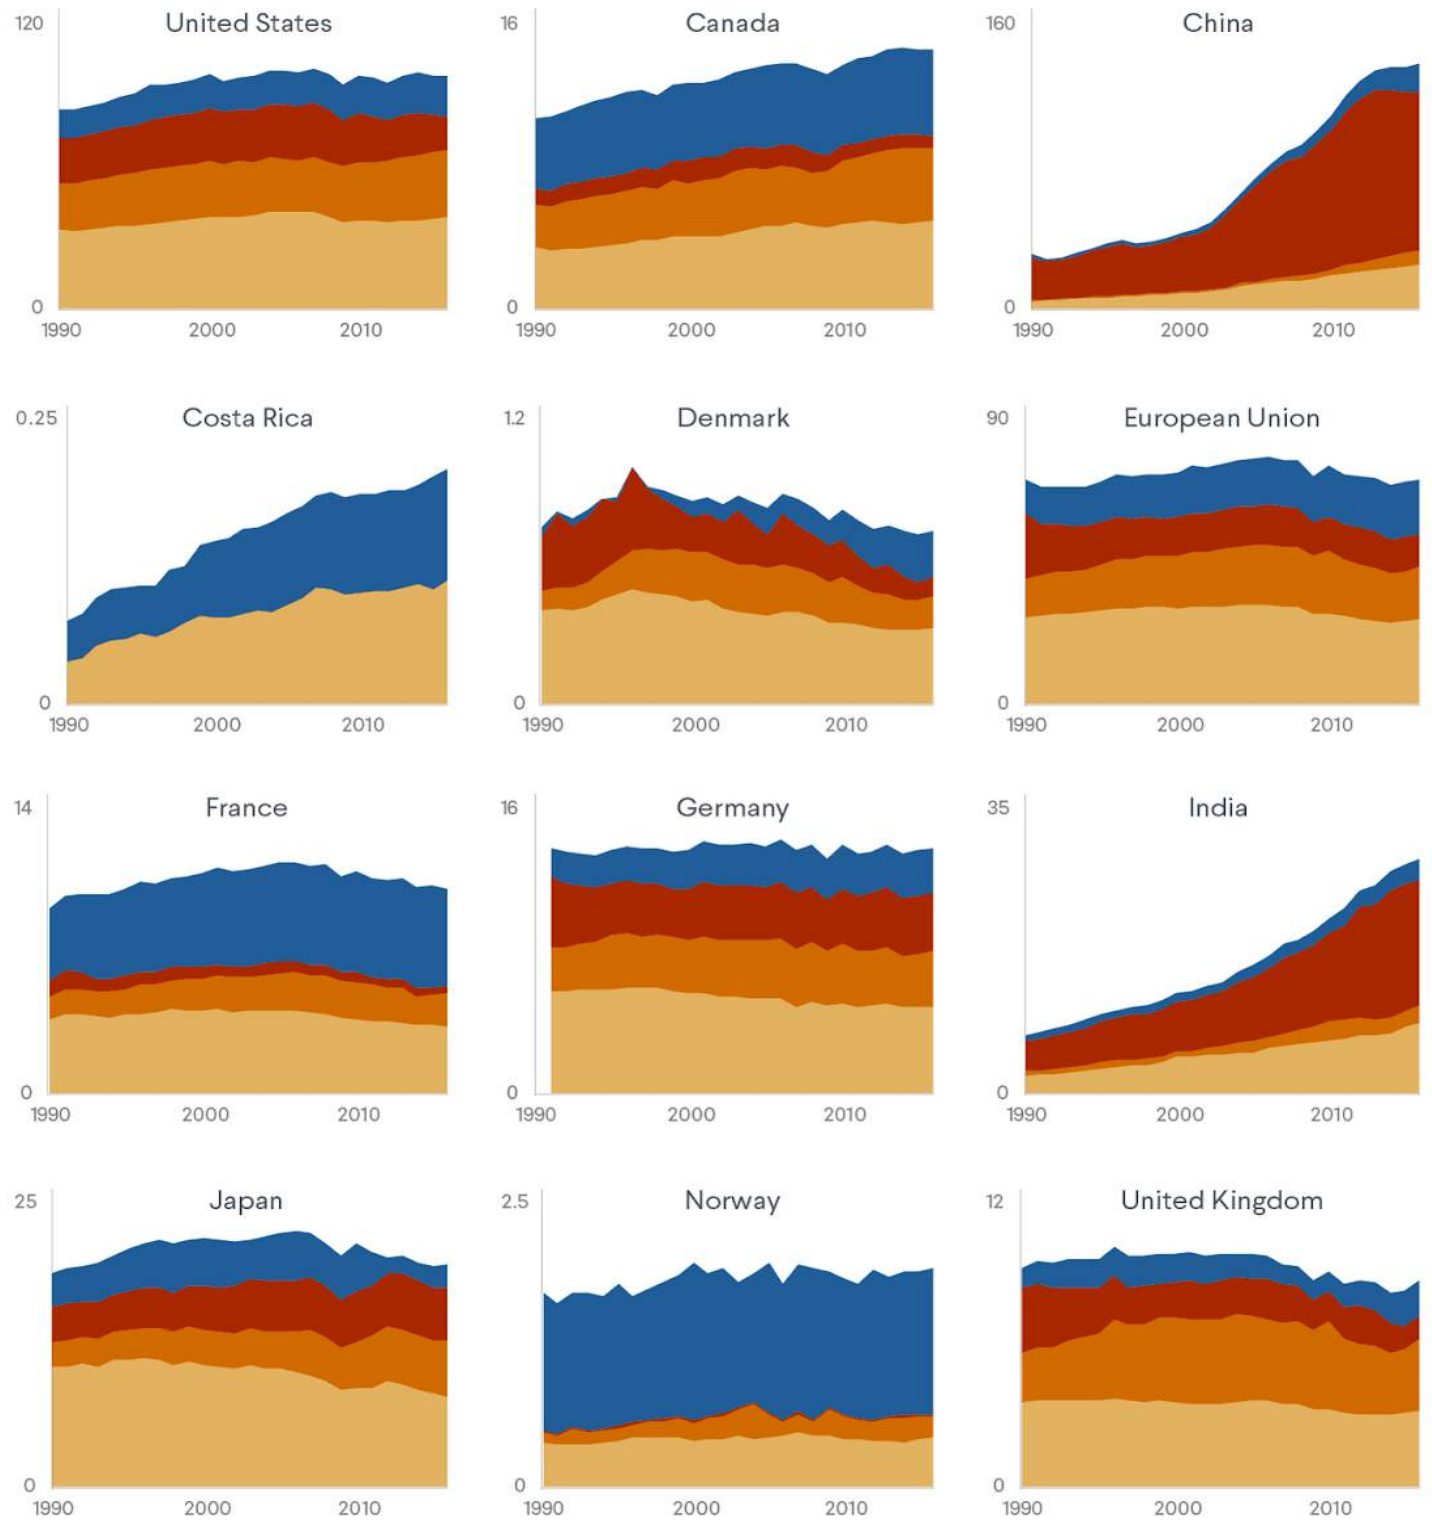 120 United States
0
1990 2000 2010
16 Canada
0
1990 2000 2010
160 China
0
1990 2000 2010
0.25 Costa Rica
0
1990 2000 2010
1.2 Denmark
0
1990 2000 2010
90 European Union
0
1990 2000 2010
14 France
0
1990 2000 2010
16 Germany
0
1990 2000 2010
35 India
0
1990 2000 2010
25 Japan
0
1990 2000 2010
2.5 Norway
0
1990 2000 2010
12 United Kingdom
0
1990 2000 2010